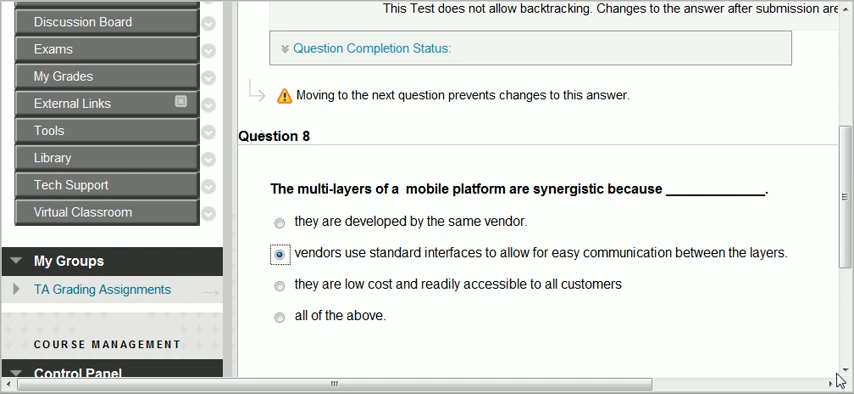 This Test does not allow backtracking. Changes to the answer after submission are
Discussion Board
Exams
My Grades
External Links
Tools
Library
Tech Support
Virtual Classroom
My Groups
TA Grading Assignments
COURSE MANAGEMENT
Control Panel
Question Completion Status:
Moving to the next question prevents changes to this answer.
Question 8
The multi-layers of a mobile platform are synergistic because _____________.
they are developed by the same vendor.
vendors use standard interfaces to allow for easy communication between the layers.
they are low cost and readily accessible to all customers
all of the above.